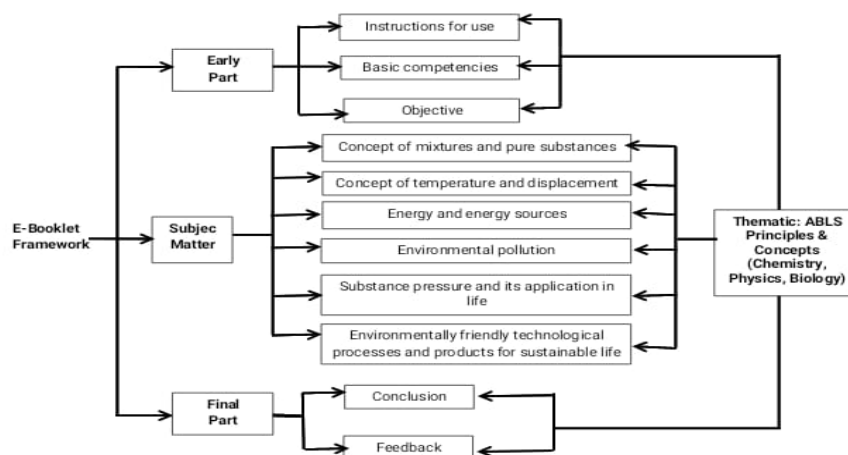 Instructions for use
Early
Part
Basic competencies
Objective
Concept of mixtures and pure substances
Concept of temperature and displacement
Energy and energy sources
E-Booklet
Framework
Subjec
Matter
Environmental pollution
Substance pressure and its application in
life
Environmentally friendly technological
processes and products for sustainable life
Thematic: ABLS
Principles &
Concepts
(Chemistry,
Physics, Biology)
Final
Part
Conclusion
Feedback